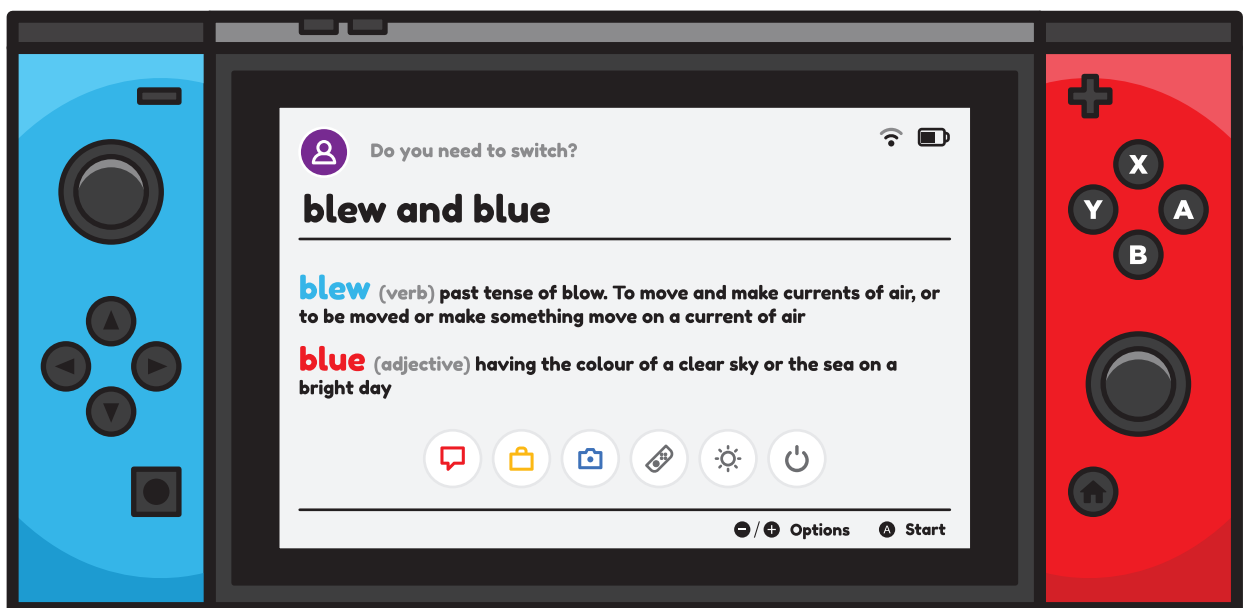 Do you need to switch?
blew and blue
blew (verb) past tense of blow. To move and make currents of air, or
to be moved or make something move on a current of air
blue (adjective) having the colour of a clear sky or the sea on a
bright day
X
Y A
B
-/+ Options A Start